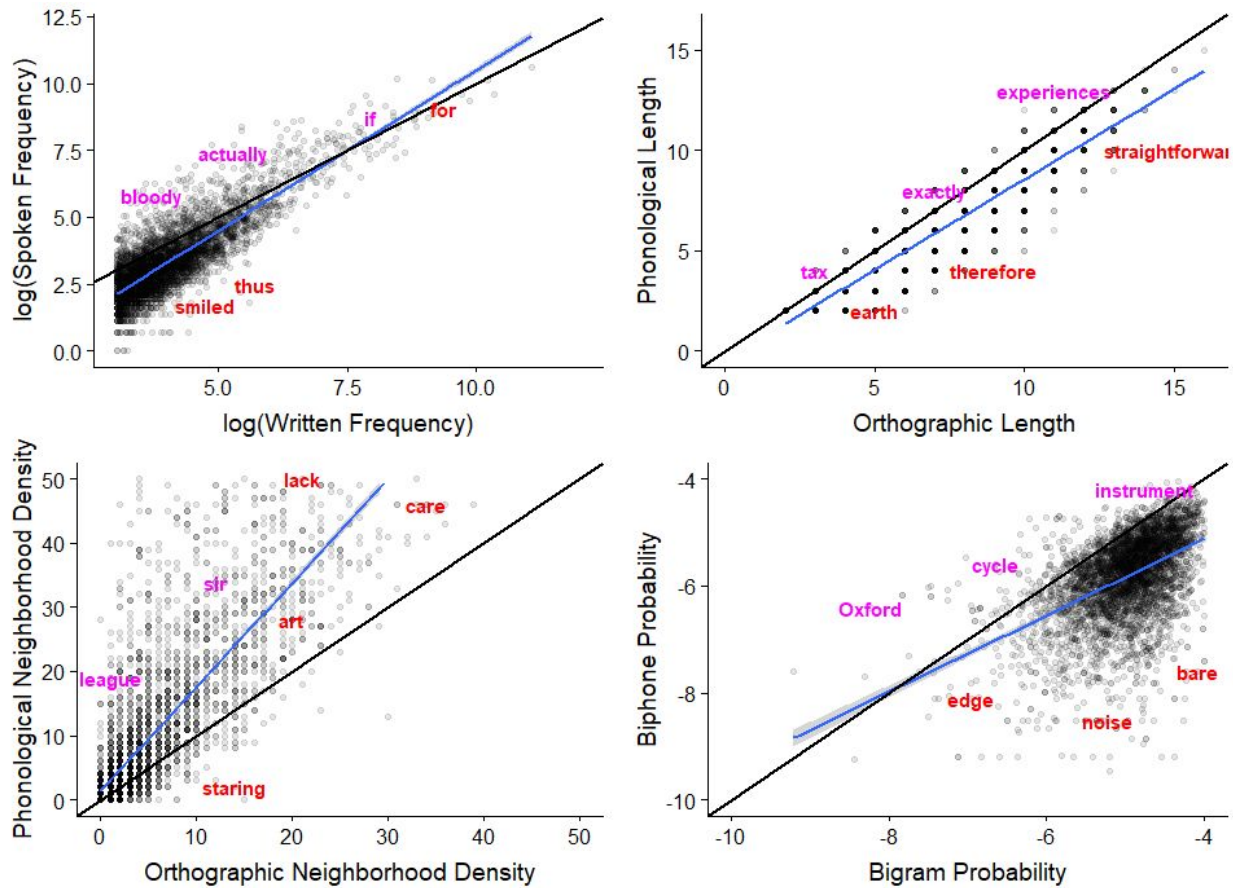 log(Spoken Frequency)
12.5
10.0
7.5
5.0
2.5
0.0
if
for
actually
bloody
thus
smiled
5.0 7.5 10.0
log(Written Frequency)
Phonological Length
15
10
5
0
experiences
straightforwar
exactly
tax
therefore
earth
0 5 10 15
Orthographic Length
Phonological Neighborhood Density
50
40
30
20
10
0
lack
care
sir
art
league
staring
0 10 20 30 40 50
Orthographic Neighborhood Density
Biphone Probability
-4
-6
-8
-10
instrument
cycle
Oxford
bare
edge
noise
-10 -8 -6 -4
Bigram Probability